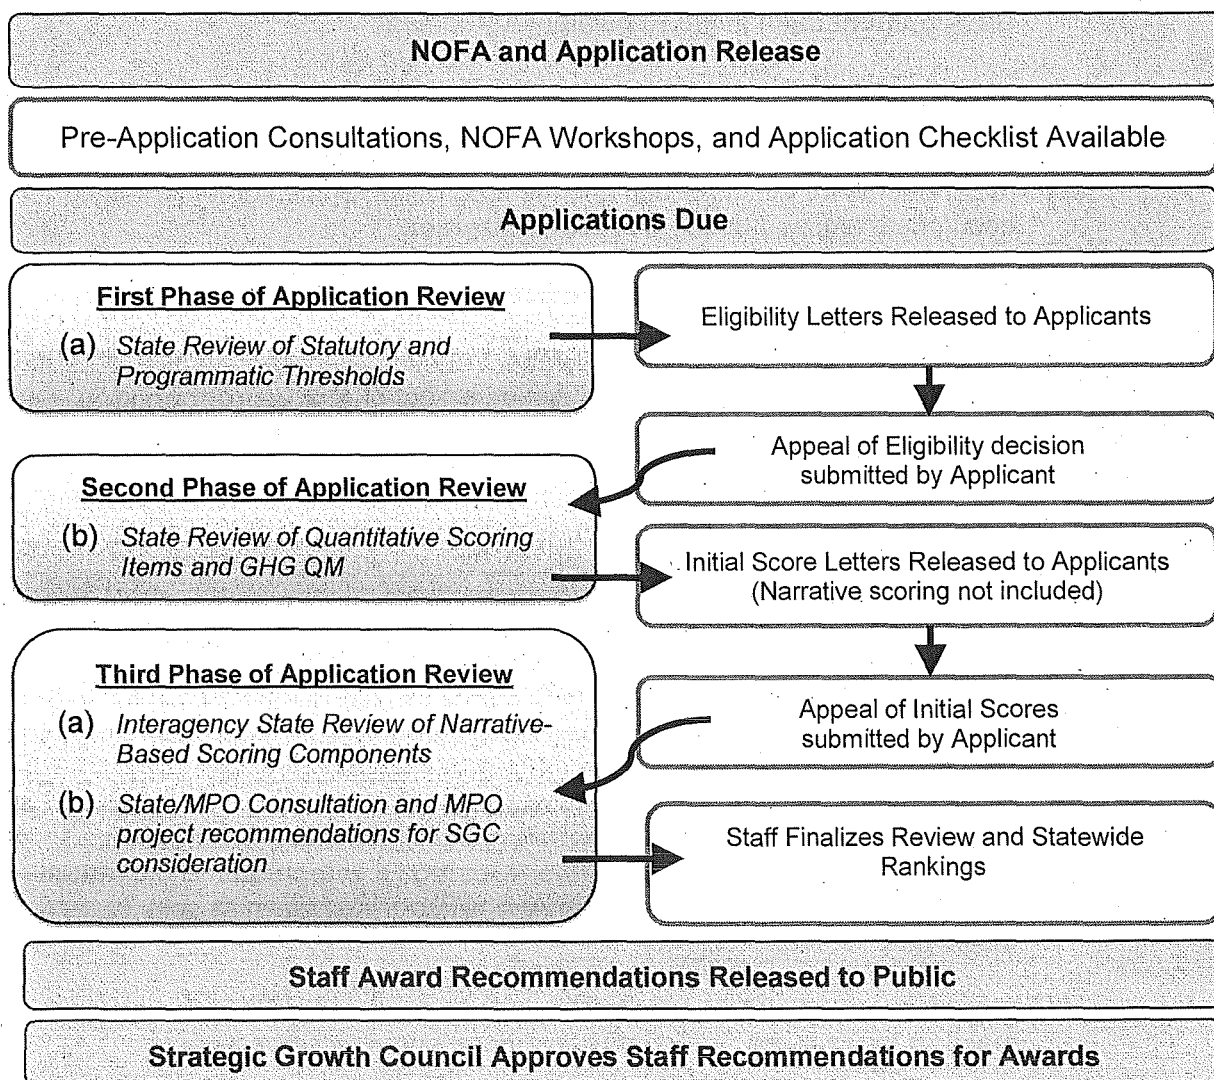 NOFA and Application Release
Pre-Application Consultations, NOFA Workshops, and Application Checklist Available
Applications Due
First Phase of Application Review
(a) State Review of Statutory and
Programmatic Thresholds
Eligibility Letters Released to Applicants
Appeal of Eligibility decision
submitted by Applicant
Second Phase of Application Review
(b) State Review of Quantitative Scoring
Items and GHG QM
Initial Score Letters Released to Applicants
(Narrative scoring not included)
Appeal of Initial Scores
submitted by Applicant
Third Phase of Application Review
(a) Interagency State Review of Narrative-
Based Scoring Components
(b) State/MPO Consultation and MPO
project recommendations for SGC
consideration
Staff Finalizes Review and Statewide
Rankings
Staff Award Recommendations Released to Public
Strategic Growth Council Approves Staff Recommendations for Awards